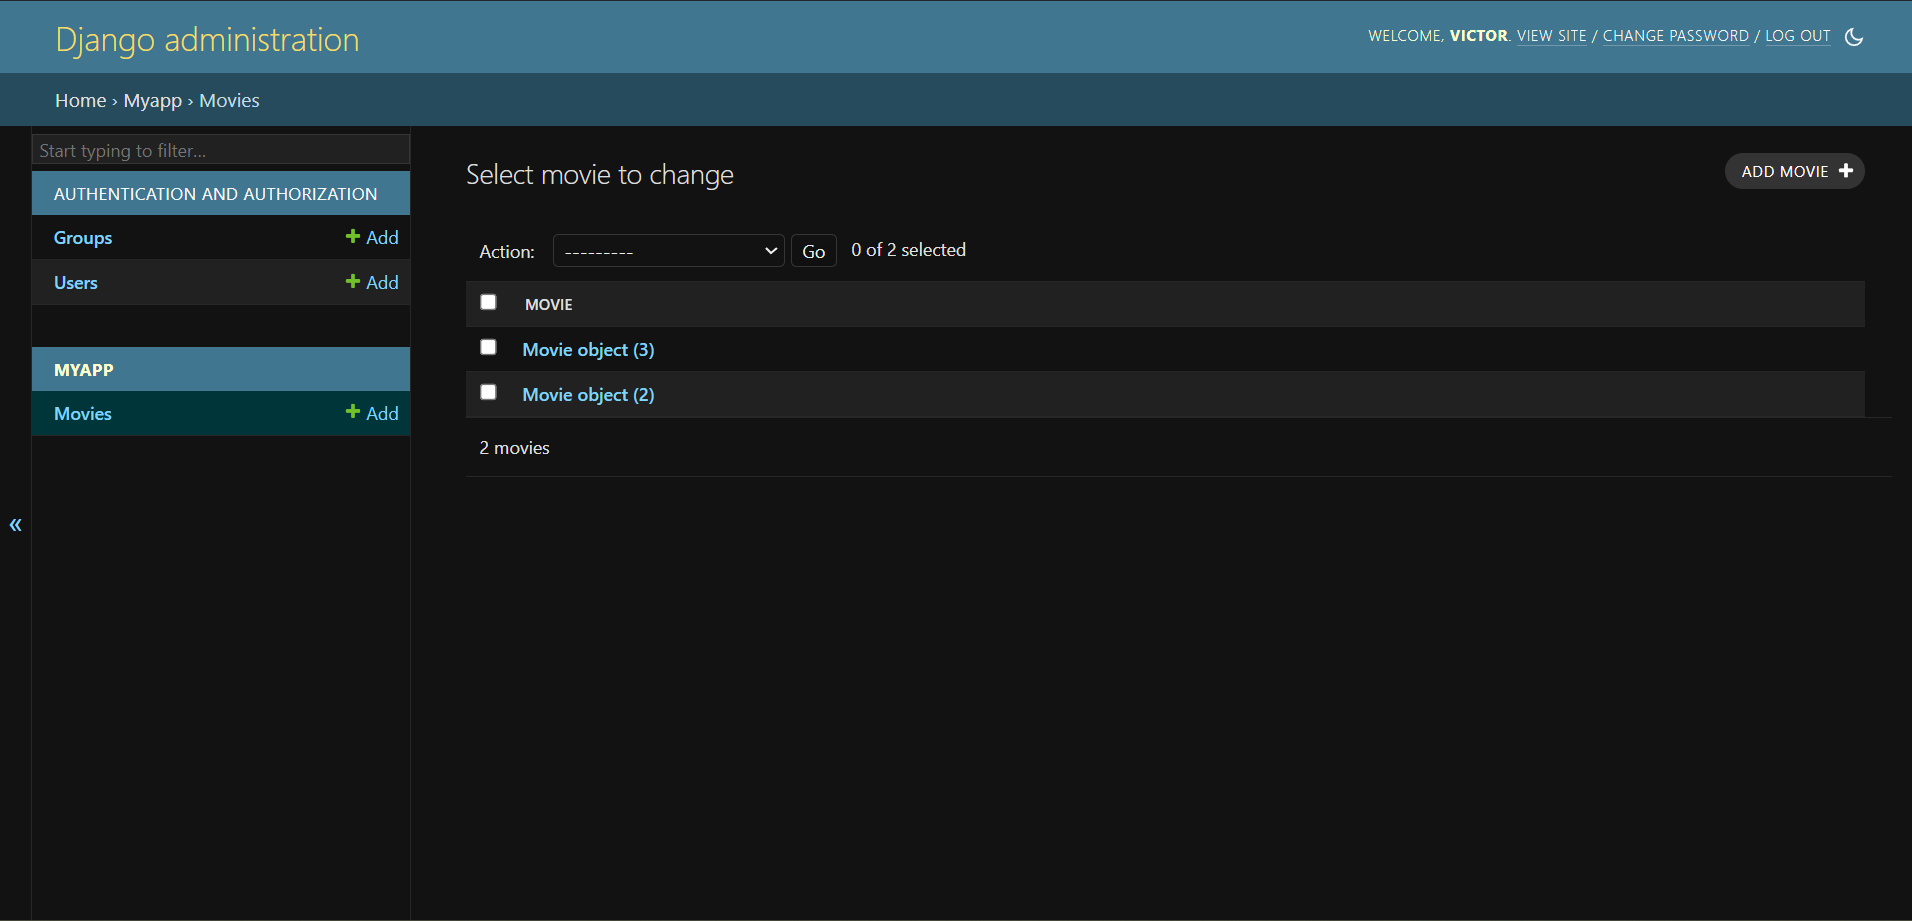 Django administration
WELCOME, VICTOR. VIEW SITE / CHANGE PASSWORD / LOG OUT
Home › Myapp › Movies
Start typing to filter...
AUTHENTICATION AND AUTHORIZATION
Groups + Add
Users + Add
MYAPP
Movies + Add
«
Select movie to change
ADD MOVIE +
Action: --------- Go 0 of 2 selected
MOVIE
Movie object (3)
Movie object (2)
2 movies